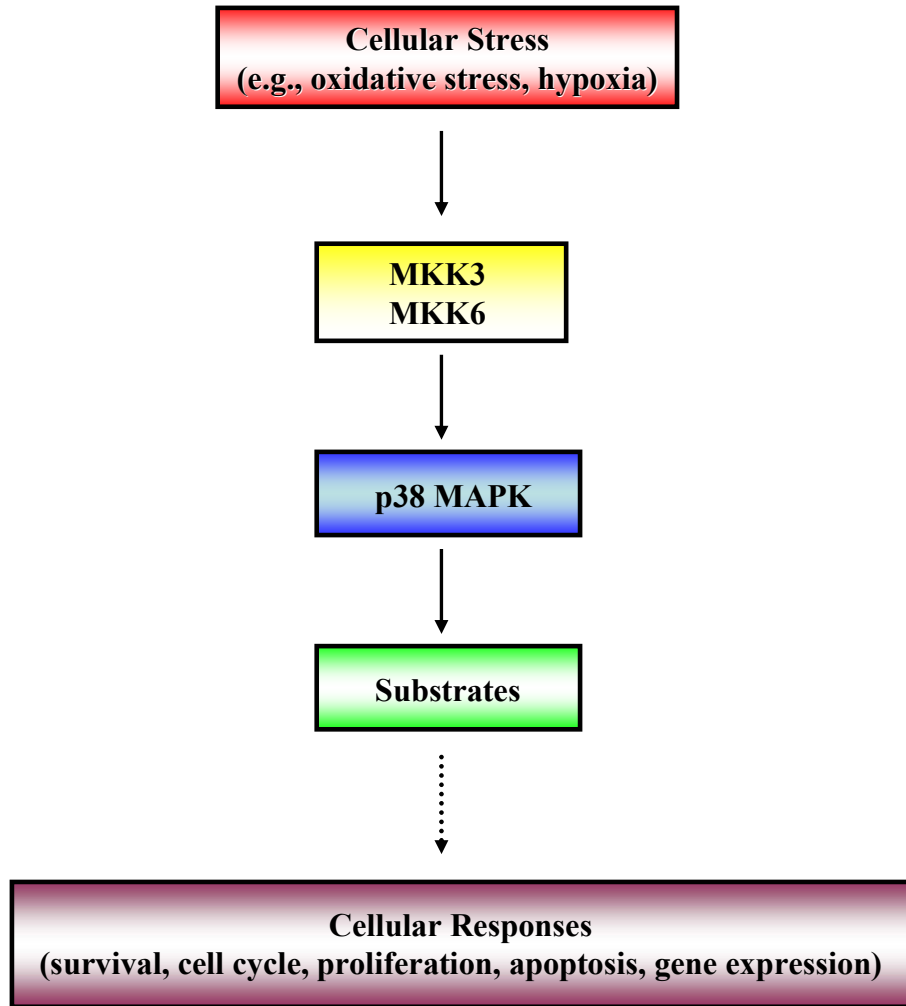 Cellular Stress
(e.g., oxidative stress, hypoxia)
MKK3
MKK6
p38 MAPK
Substrates
Cellular Responses
(survival, cell cycle, proliferation, apoptosis, gene expression)